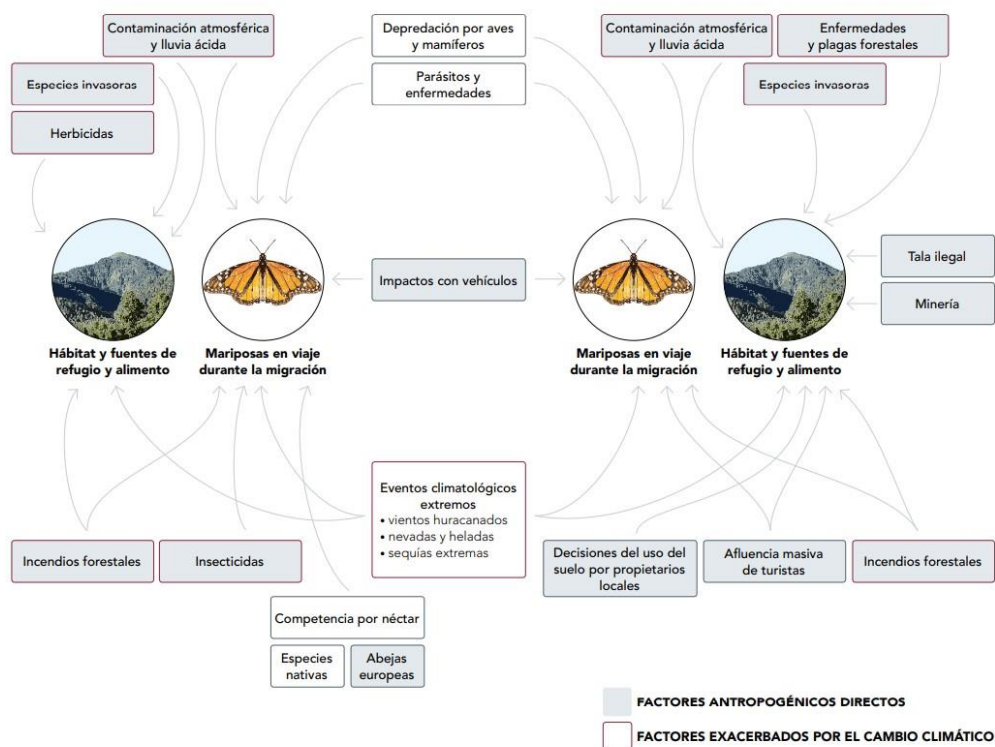 Contaminación atmosférica
y lluvia ácida
Especies invasoras
Herbicidas
Depredación por aves
y mamíferos
Parásitos y
enfermedades
Contaminación atmosférica
y lluvia ácida
Enfermedades
y plagas forestales
Especies invasoras
Impactos con vehículos
Tala ilegal
Minería
Hábitat y fuentes de
refugio y alimento
Mariposas en viaje
durante la migración
Mariposas en viaje
durante la migración
Hábitat y fuentes de
refugio y alimento
Incendios forestales
Insecticidas
Eventos climatológicos
extremos
• vientos huracanados
• nevadas y heladas
• sequías extremas
Decisiones del uso del
suelo por propietarios
locales
Afluencia masiva
de turistas
Incendios forestales
Competencia por néctar
Especies
nativas
Abejas
europeas
FACTORES ANTROPOGÉNICOS DIRECTOS
FACTORES EXACERBADOS POR EL CAMBIO CLIMÁTICO